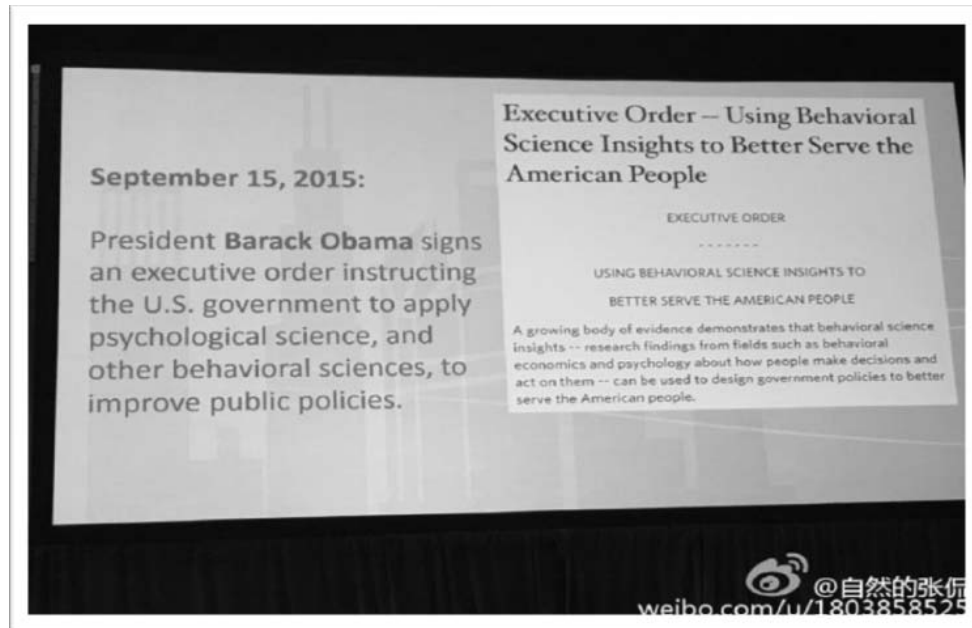 September 15, 2015:
President Barack Obama signs
an executive order instructing
the U.S. government to apply
psychological science, and
other behavioral sciences, to
improve public policies.
Executive Order — Using Behavioral
Science Insights to Better Serve the
American People
EXECUTIVE ORDER
- - - - - - -
USING BEHAVIORAL SCIENCE INSIGHTS TO
BETTER SERVE THE AMERICAN PEOPLE
A growing body of evidence demonstrates that behavioral science
insights -- research findings from fields such as behavioral
economics and psychology about how people make decisions and
act on them -- can be used to design government policies to better
serve the American people.
@自然的张侃
weibo.com/u/1803858525